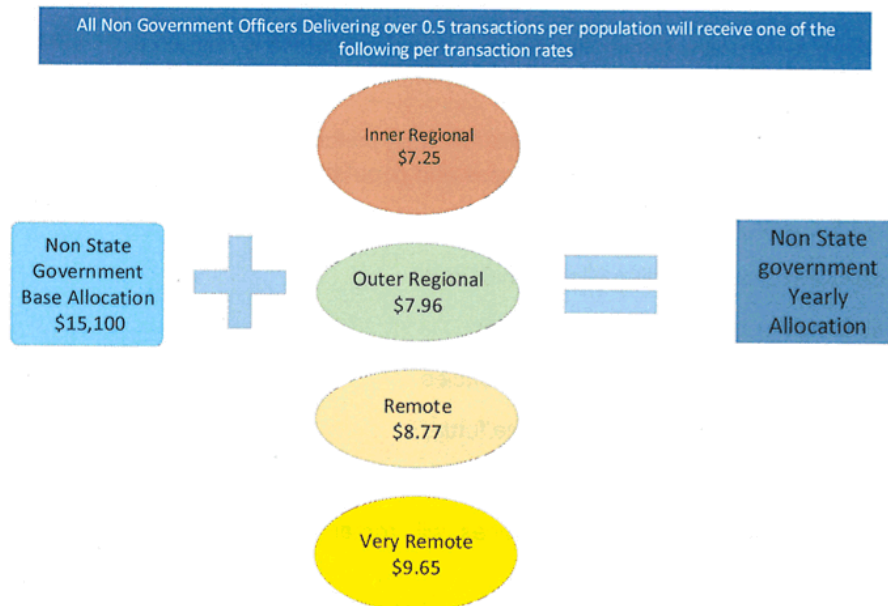 All Non Government Officers Delivering over 0.5 transactions per population will receive one of the
following per transaction rates
Inner Regional
$7.25
Non State
Government
Base Allocation
$15,100
Outer Regional
$7.96
Non State
government
Yearly
Allocation
Remote
$8.77
Very Remote
$9.65